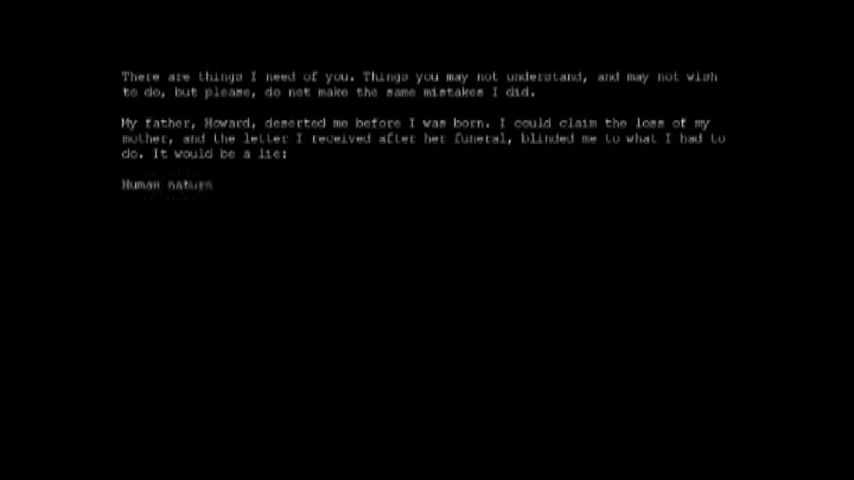 There are things I need of you. Things you may not understand, and may not wish
to do, but please, do not make the same mistakes I did.
My father, Howard, deserted me before I was born. I could claim the loss of my
mother, and the letter I received after her funeral, blinded me to what I had to
do. It would be a lie:
Human nature